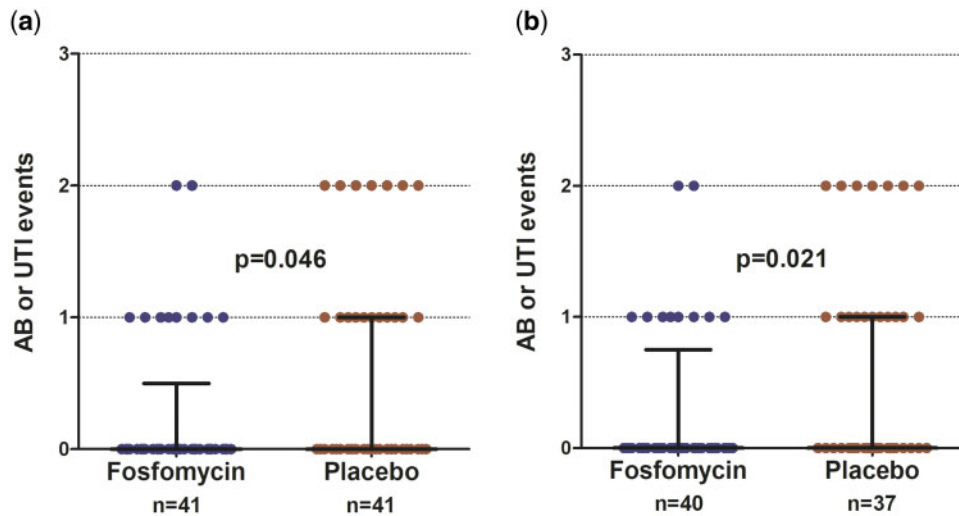 (a)
AB or UTI events
3
2
1
0
p=0.046
Fosfomycin Placebo
n=41 n=41
(b)
AB or UTI events
3
2
1
0
p=0.021
Fosfomycin Placebo
n=40 n=37